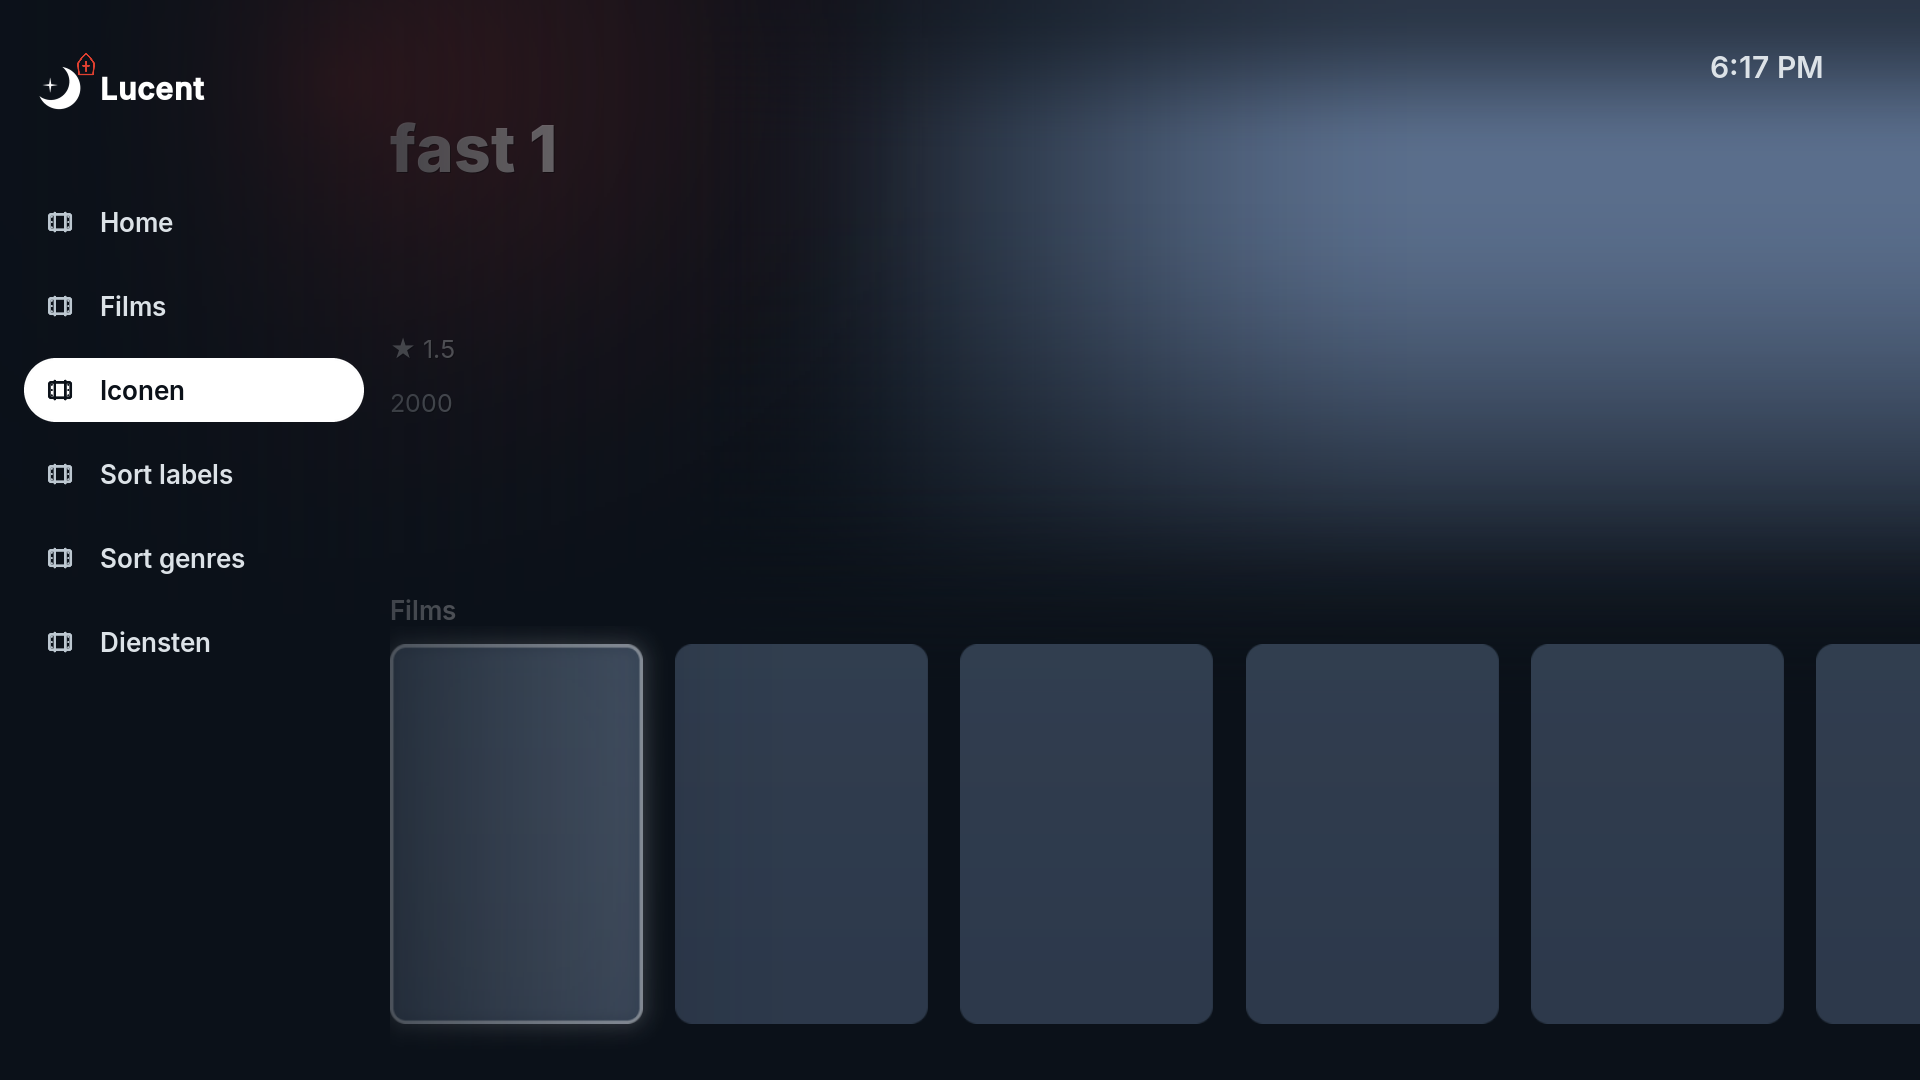 Lucent
6:17 PM
Home
Films
Iconen
Sort labels
Sort genres
Diensten
fast 1
★ 1.5
2000
Films